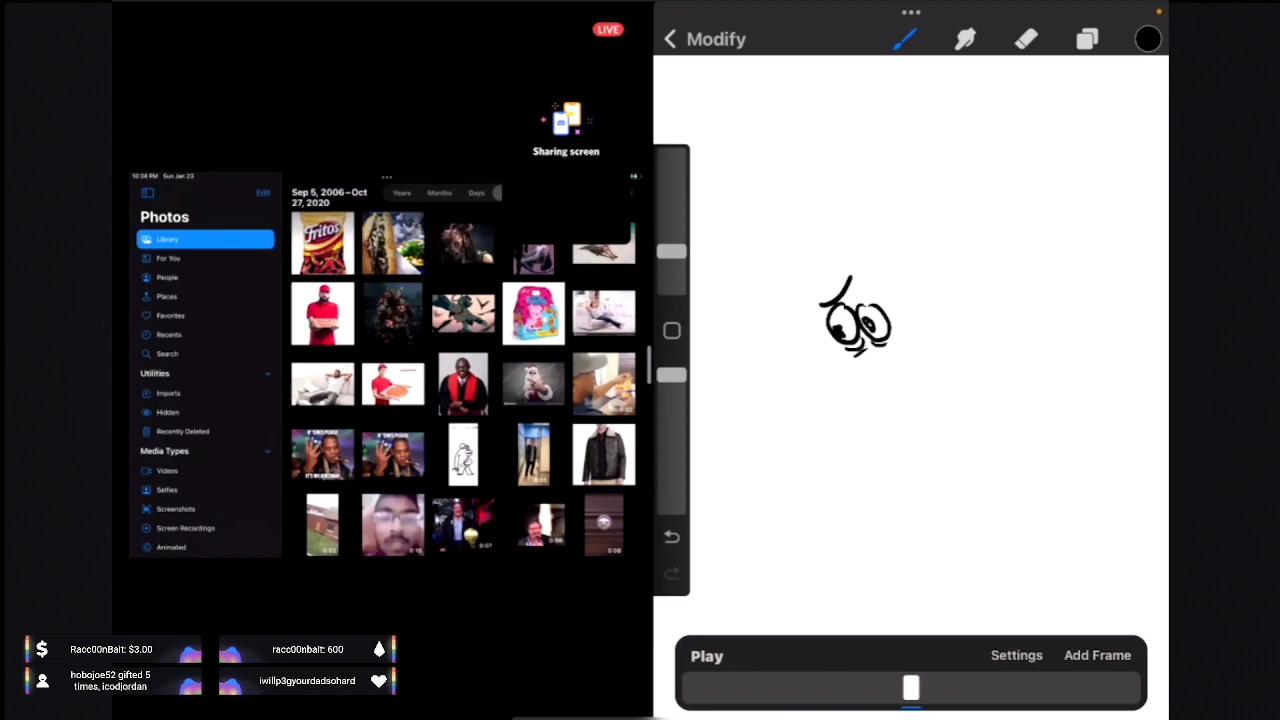 LIVE
Sharing screen
10:34 PM Sun Jan 23
Edit
Photos
Library
For You
People
Places
Favorites
Recents
Search
Utilities
Imports
Hidden
Recently Deleted
Media Types
Videos
Selfies
Screenshots
Screen Recordings
Animated
Sep 5, 2006–Oct
27, 2020
Years
Months
Days
Fritos
Modify
Play
Settings
Add Frame
Racc00nBait: $3.00
racc00nbait: 600
hobojoe52 gifted 5
times, icodjordan
iwillp3gyourdadsohard